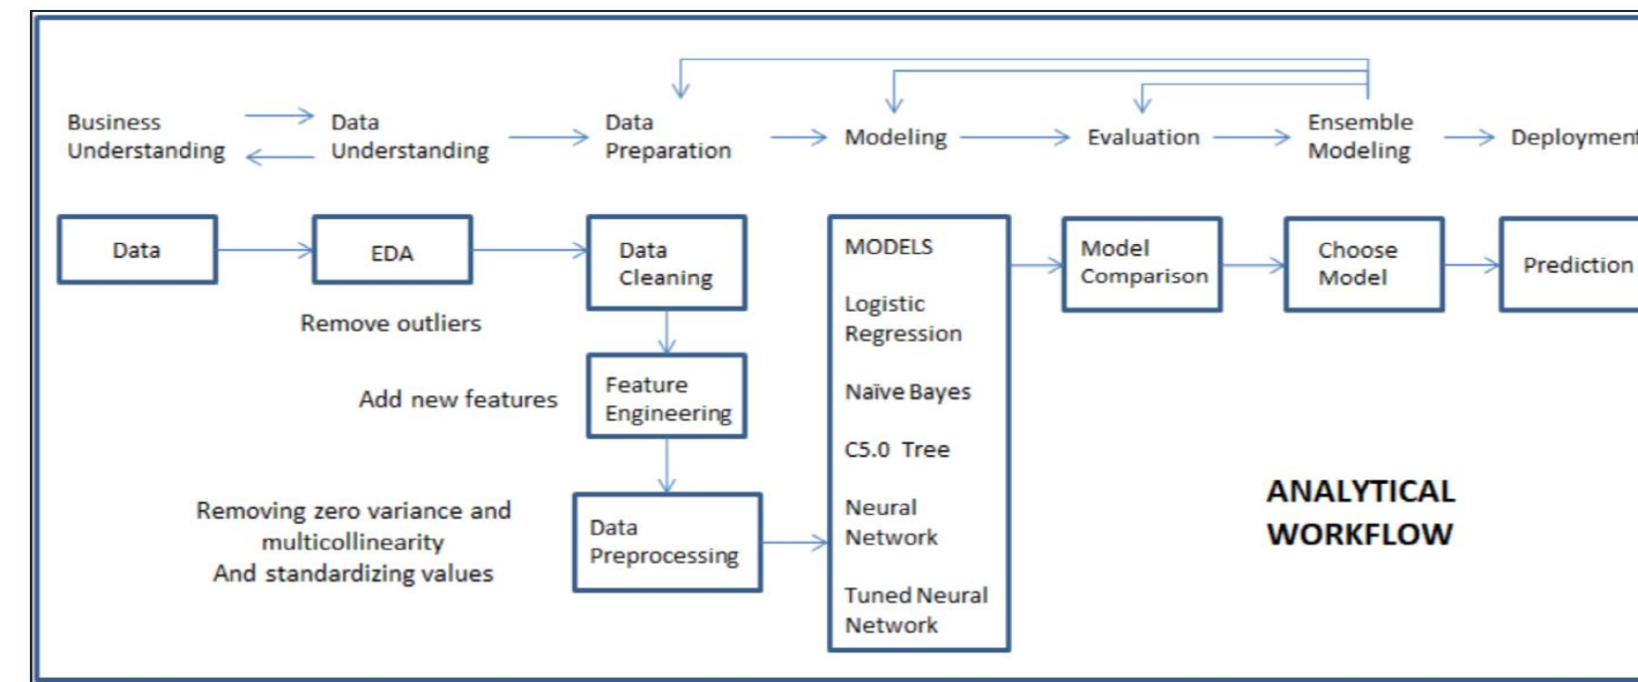 Business
Understanding
Data
Understanding
Data
Preparation
Modeling
Evaluation
Ensemble
Modeling
Deployment
Data
EDA
Data
Cleaning
MODELS
Logistic
Regression
Naïve Bayes
C5.0 Tree
Neural
Network
Tuned Neural
Network
Model
Comparison
Choose
Model
Prediction
Remove outliers
Add new features
Feature
Engineering
Removing zero variance and
multicollinearity
And standardizing values
Data
Preprocessing
ANALYTICAL
WORKFLOW